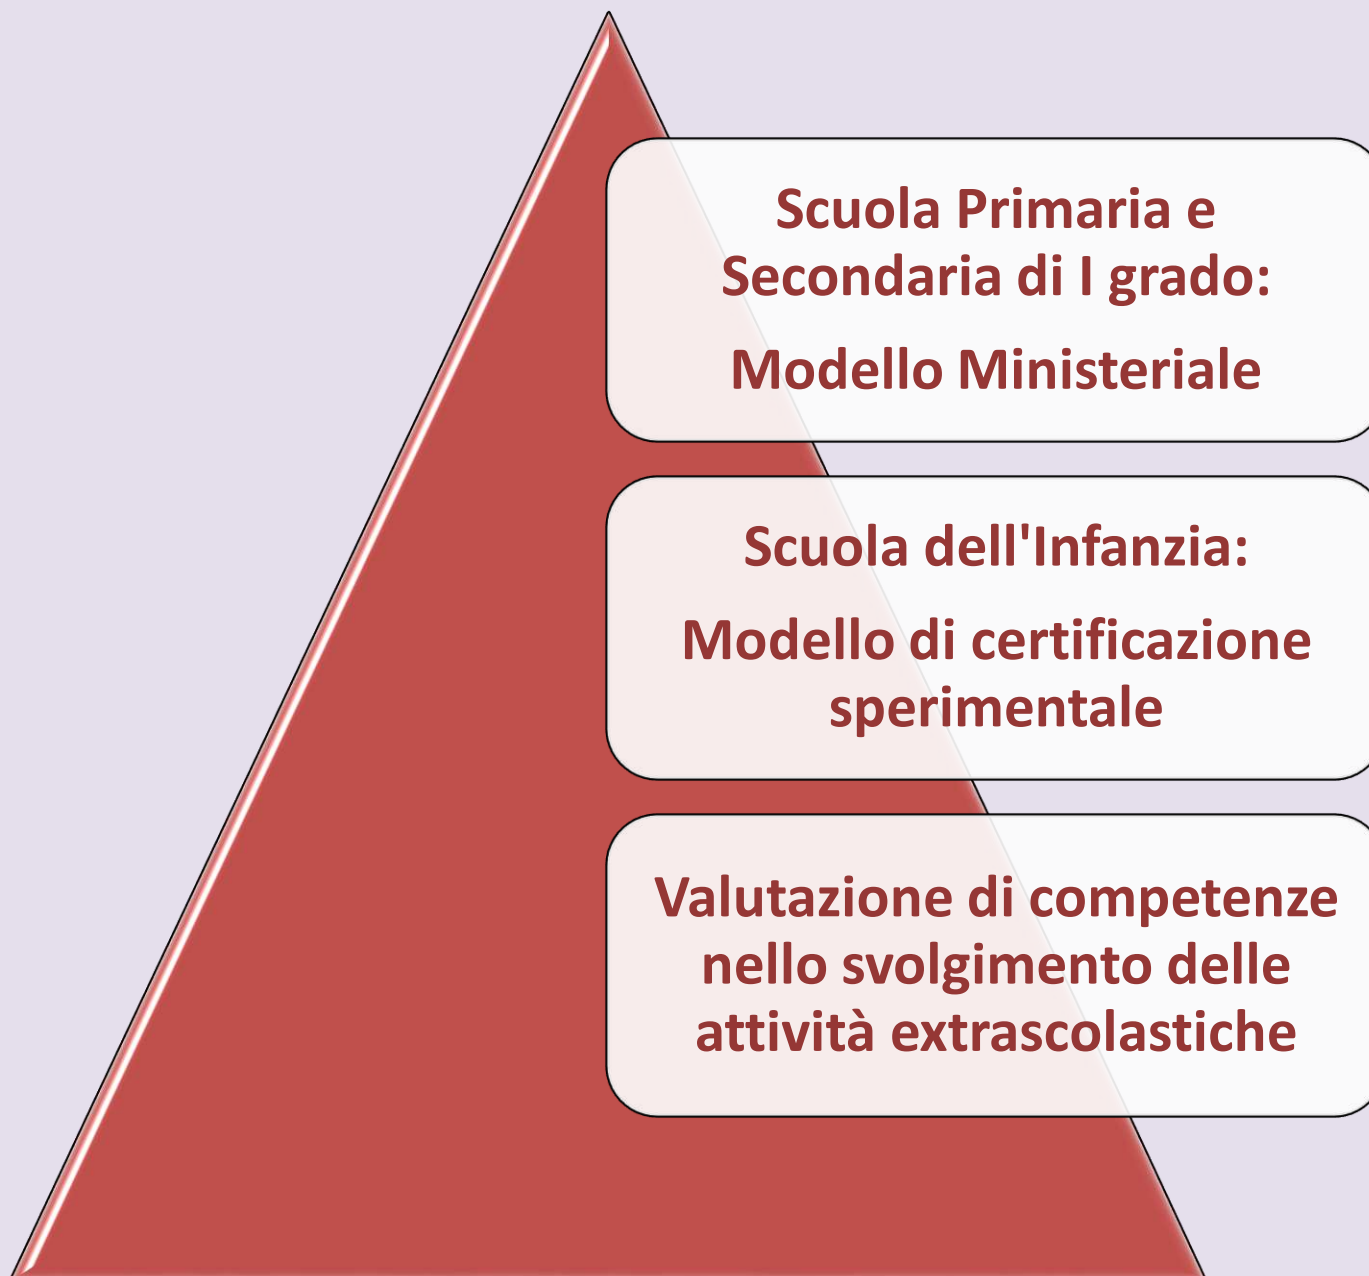 Scuola Primaria e
Secondaria di I grado:
Modello Ministeriale
Scuola dell'Infanzia:
Modello di certificazione
sperimentale
Valutazione di competenze
nello svolgimento delle
attività extrascolastiche